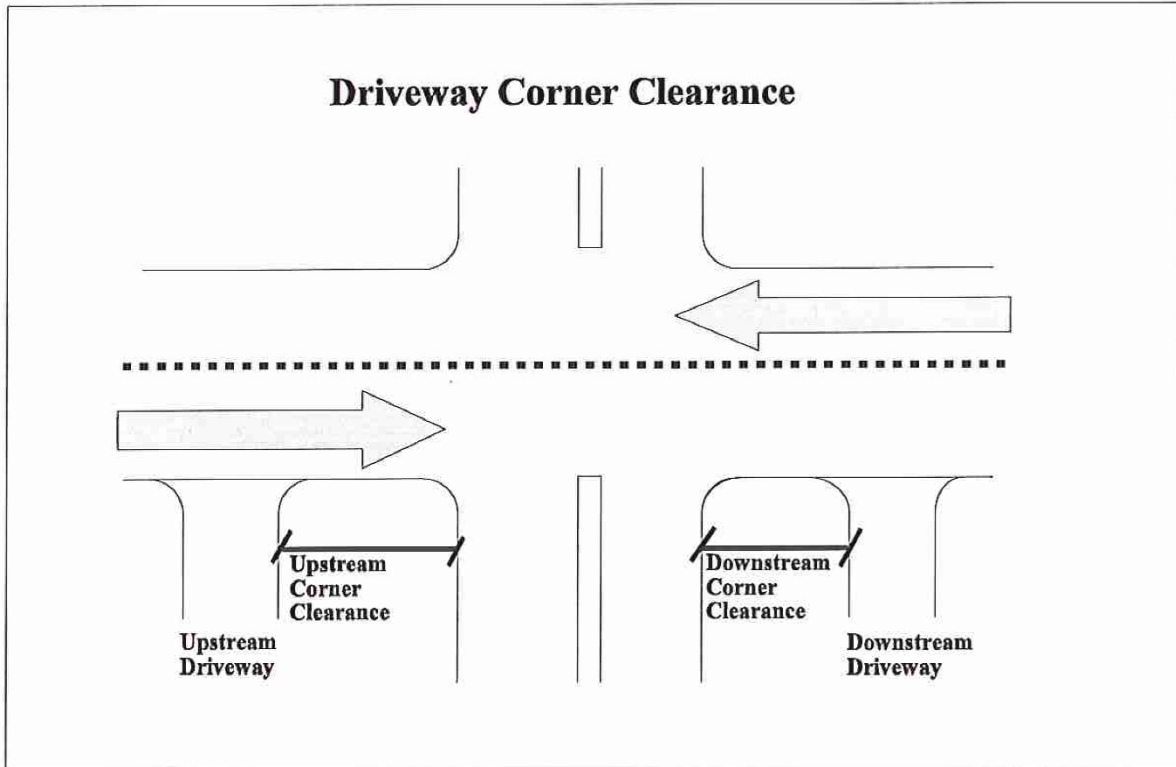 Driveway Corner Clearance
Upstream
Corner
Clearance
Downstream
Corner
Clearance
Upstream
Driveway
Downstream
Driveway